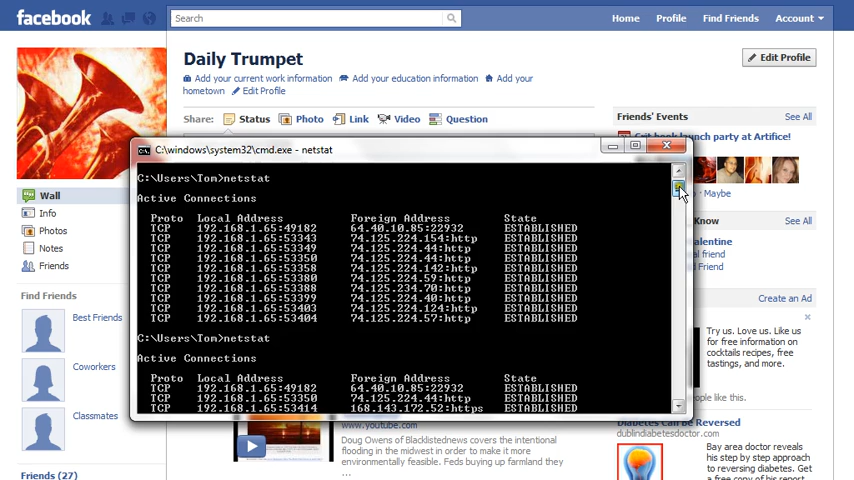 facebook
Search
Home
Profile
Find Friends
Account
Daily Trumpet
Edit Profile
Add your current work information
Add your education information
Add your
hometown
Edit Profile
Share:
Status
Photo
Link
Video
Question
Friends' Events
See All
book launch party at Artifice!
Maybe
Know
See All
alentine
al friend
Friend
Create an Ad
Try us. Love us. Like
us for free information on
cocktails recipes, free
tastings, and more.
people like this.
Diabetes Can Be Reversed
dublindiabetesdoctor.com
Bay area doctor reveals
his step by step approach
to reversing diabetes. Get
a free copy of his report
Wall
Info
Photos
Notes
Friends
Find Friends
Best Friends
Coworkers
Classmates
Friends (27)
C:\windows\system32\cmd.exe - netstat
C:\Users\Tom>netstat
Active Connections
Proto Local Address Foreign Address State
TCP 192.168.1.65:49182 64.40.10.85:22932 ESTABLISHED
TCP 192.168.1.65:53343 74.125.224.154:http ESTABLISHED
TCP 192.168.1.65:53349 74.125.224.44:http ESTABLISHED
TCP 192.168.1.65:53350 74.125.224.44:http ESTABLISHED
TCP 192.168.1.65:53358 74.125.224.142:http ESTABLISHED
TCP 192.168.1.65:53380 74.125.224.59:http ESTABLISHED
TCP 192.168.1.65:53388 74.125.234.70:http ESTABLISHED
TCP 192.168.1.65:53399 74.125.224.40:http ESTABLISHED
TCP 192.168.1.65:53403 74.125.224.124:http ESTABLISHED
TCP 192.168.1.65:53404 74.125.224.57:http ESTABLISHED
C:\Users\Tom>netstat
Active Connections
Proto Local Address Foreign Address State
TCP 192.168.1.65:49182 64.40.10.85:22932 ESTABLISHED
TCP 192.168.1.65:53350 74.125.224.44:http ESTABLISHED
TCP 192.168.1.65:53414 168.143.172.52:https ESTABLISHED
www.youtube.com
Doug Owens of Blacklistednews covers the intentional
flooding in the midwest in order to make it more
environmentally feasible. Feds buying up farmland they
...